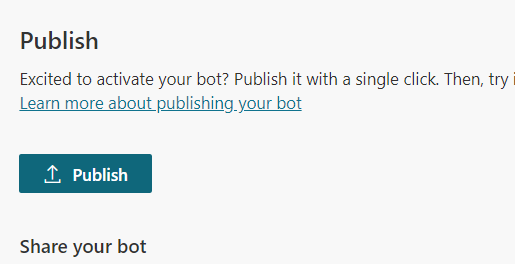 Publish
Excited to activate your bot? Publish it with a single click. Then, try
Learn more about publishing your bot
Publish
Share your bot